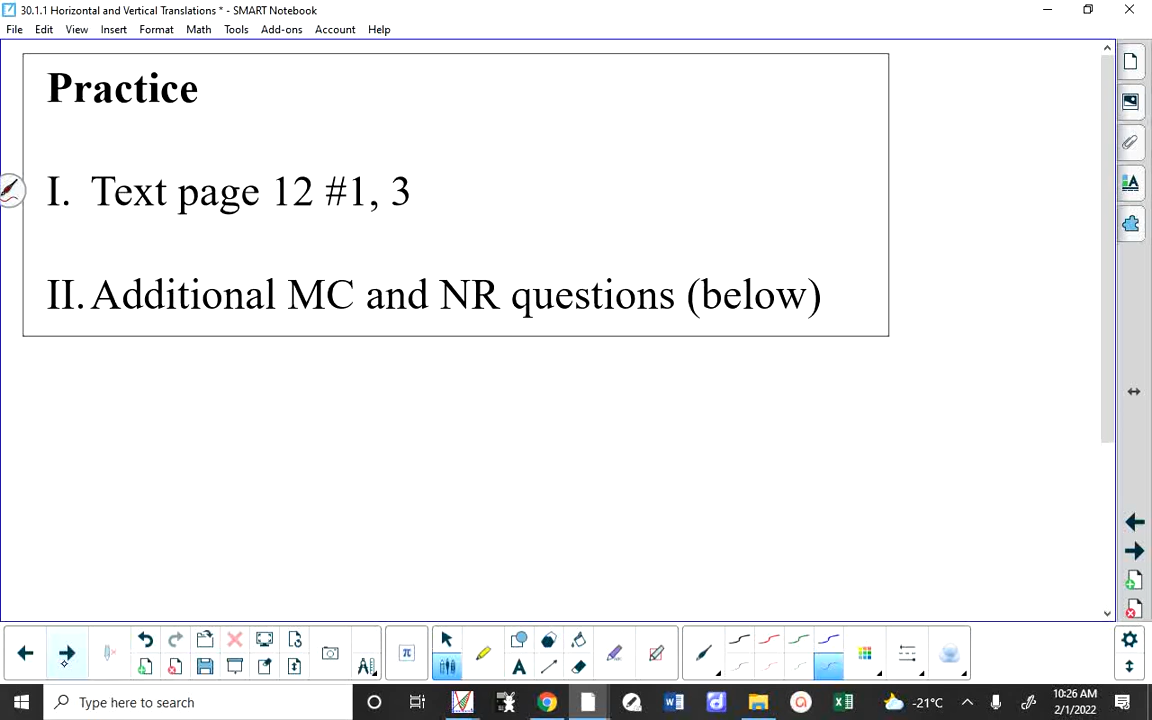 30.1.1 Horizontal and Vertical Translations * - SMART Notebook
File Edit View Insert Format Math Tools Add-ons Account Help
Practice
I. Text page 12 #1, 3
II. Additional MC and NR questions (below)
Type here to search
-21°C
10:26 AM
2/1/2022